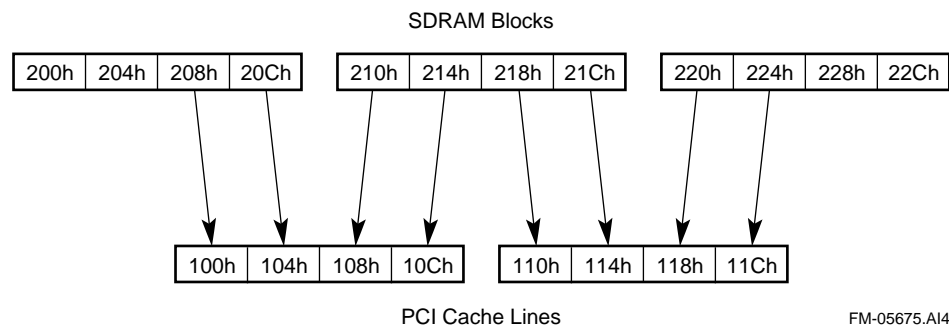 SDRAM Blocks
200h 204h 208h 20Ch 210h 214h 218h 21Ch 220h 224h 228h 22Ch
100h 104h 108h 10Ch 110h 114h 118h 11Ch
PCI Cache Lines
FM-05675.AI4